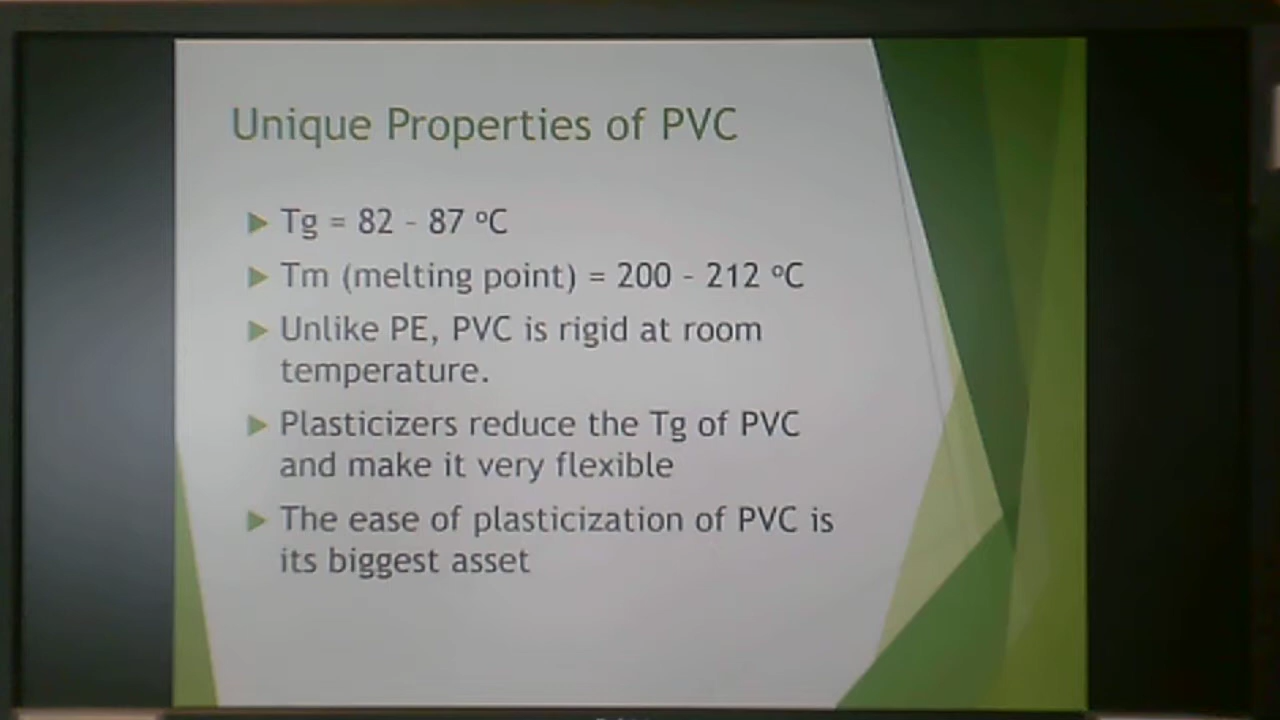 Unique Properties of PVC
Tg = 82 - 87 ºC
Tm (melting point) = 200 - 212 ºC
Unlike PE, PVC is rigid at room
temperature.
Plasticizers reduce the Tg of PVC
and make it very flexible
The ease of plasticization of PVC is
its biggest asset